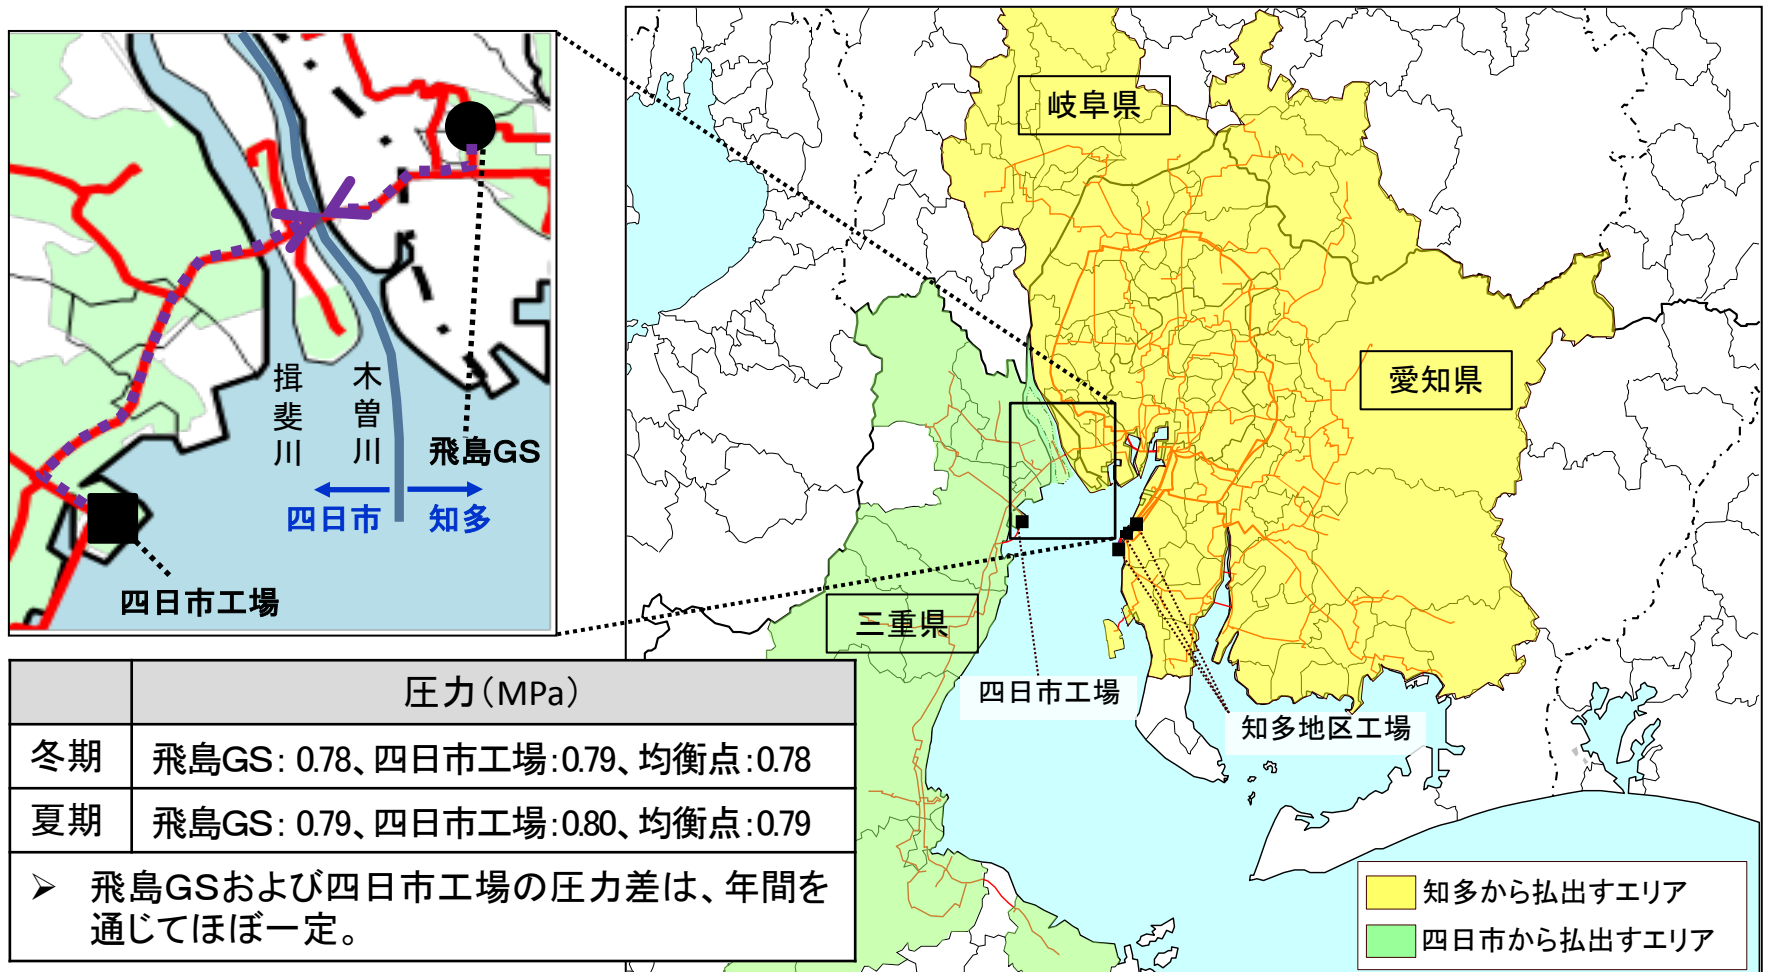 揖斐川
木曽川
飛島GS
四日市
知多
四日市工場
岐阜県
愛知県
三重県
四日市工場
知多地区工場
圧力(MPa)
冬期
飛島GS: 0.78、四日市工場:0.79、均衡点:0.78
夏期
飛島GS: 0.79、四日市工場:0.80、均衡点:0.79
➢ 飛島GSおよび四日市工場の圧力差は、年間を
通じてほぼ一定。
知多から払出すエリア
四日市から払出すエリア